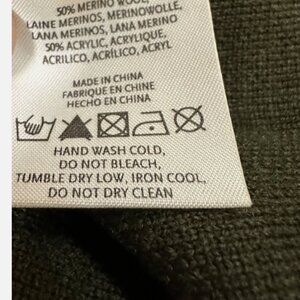 50% MERINO WOOL,
LAINE MERINOS, MERINOWOLLE,
LANA MERINOS, LANA MERINO
50% ACRYLIC, ACRYLIQUE,
ACRILICO, ACRILICO, ACRYL
MADE IN CHINA
FABRIQUE EN CHINE
HECHO EN CHINA
HAND WASH COLD,
DO NOT BLEACH,
TUMBLE DRY LOW, IRON COOL,
DO NOT DRY CLEAN